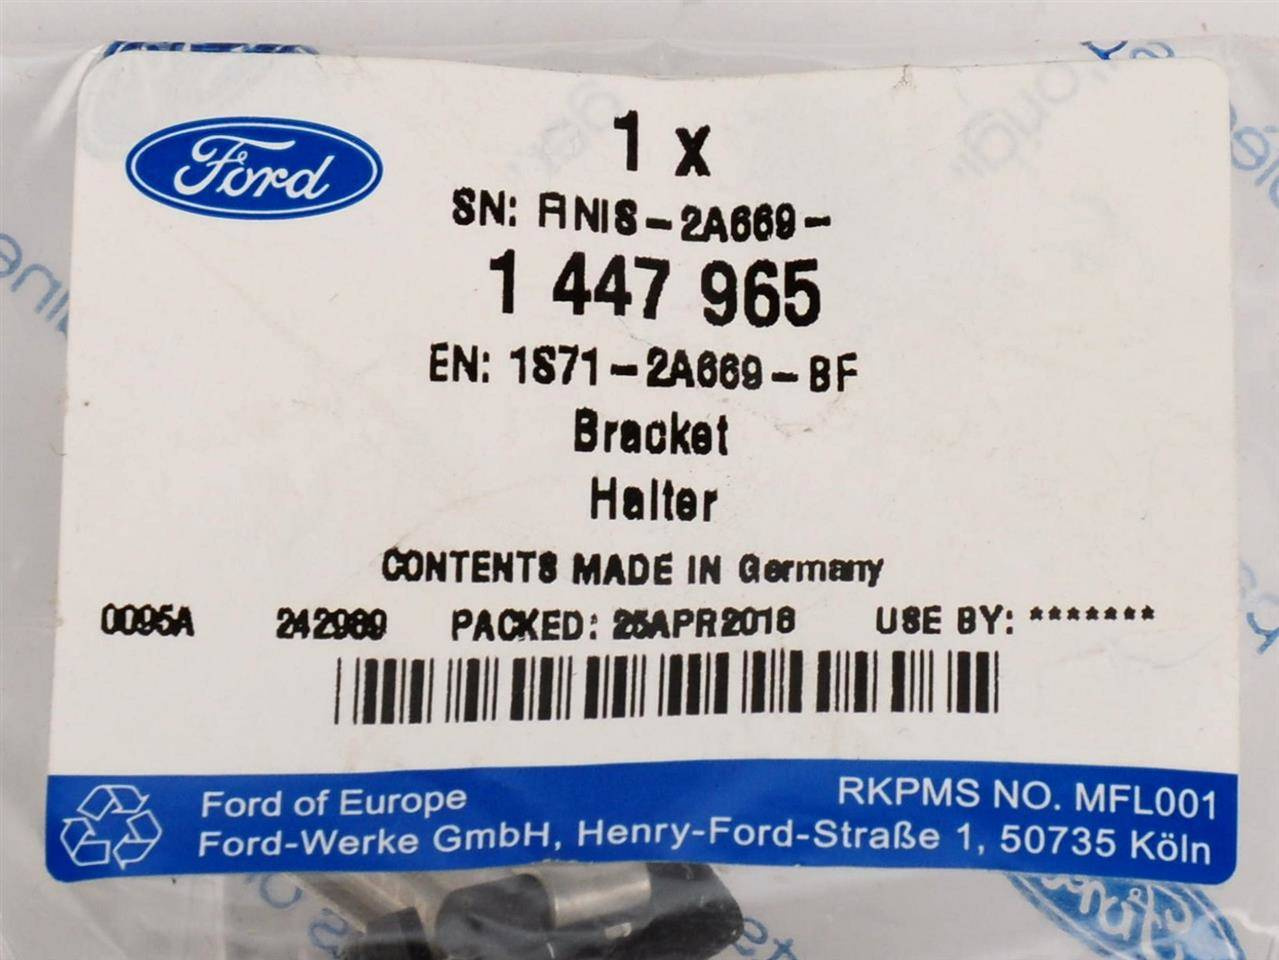 Ford
1 x
SN: ANIS-2A669-
1 447 965
EN: 1S71-2A669-BF
Bracket
Halter
CONTENTS MADE IN Germany
0095A 242989 PACKED: 25APR2016 USE BY: *******
Ford of Europe RKPMS NO. MFL001
Ford-Werke GmbH, Henry-Ford-Straße 1, 50735 Köln